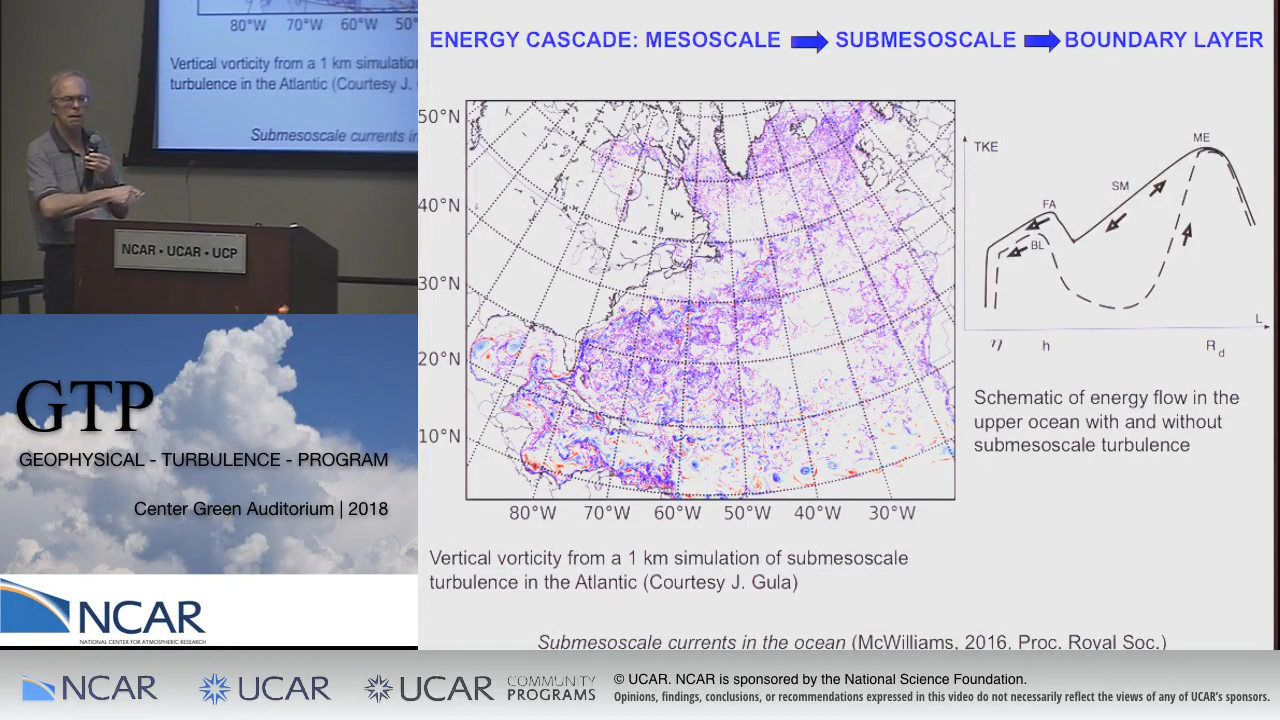 80°W 70°W 60°W 50°
Vertical vorticity from a 1 km simulation
turbulence in the Atlantic (Courtesy J.
Submesoscale currents in
NCAR • UCAR • UCP
GTP
GEOPHYSICAL - TURBULENCE - PROGRAM
Center Green Auditorium | 2018
NCAR
NATIONAL CENTER FOR ATMOSPHERIC RESEARCH
ENERGY CASCADE: MESOSCALE SUBMESOSCALE BOUNDARY LAYER
50°N
40°N
30°N
20°N
10°N
80°W 70°W 60°W 50°W 40°W 30°W
TKE
ME
SM
FA
BL
L
η h Rd
Schematic of energy flow in the
upper ocean with and without
submesoscale turbulence
Vertical vorticity from a 1 km simulation of submesoscale
turbulence in the Atlantic (Courtesy J. Gula)
Submesoscale currents in the ocean (McWilliams, 2016, Proc. Royal Soc.)
NCAR UCAR UCAR COMMUNITY
PROGRAMS
© UCAR. NCAR is sponsored by the National Science Foundation.
Opinions, findings, conclusions, or recommendations expressed in this video do not necessarily reflect the views of any of UCAR's sponsors.